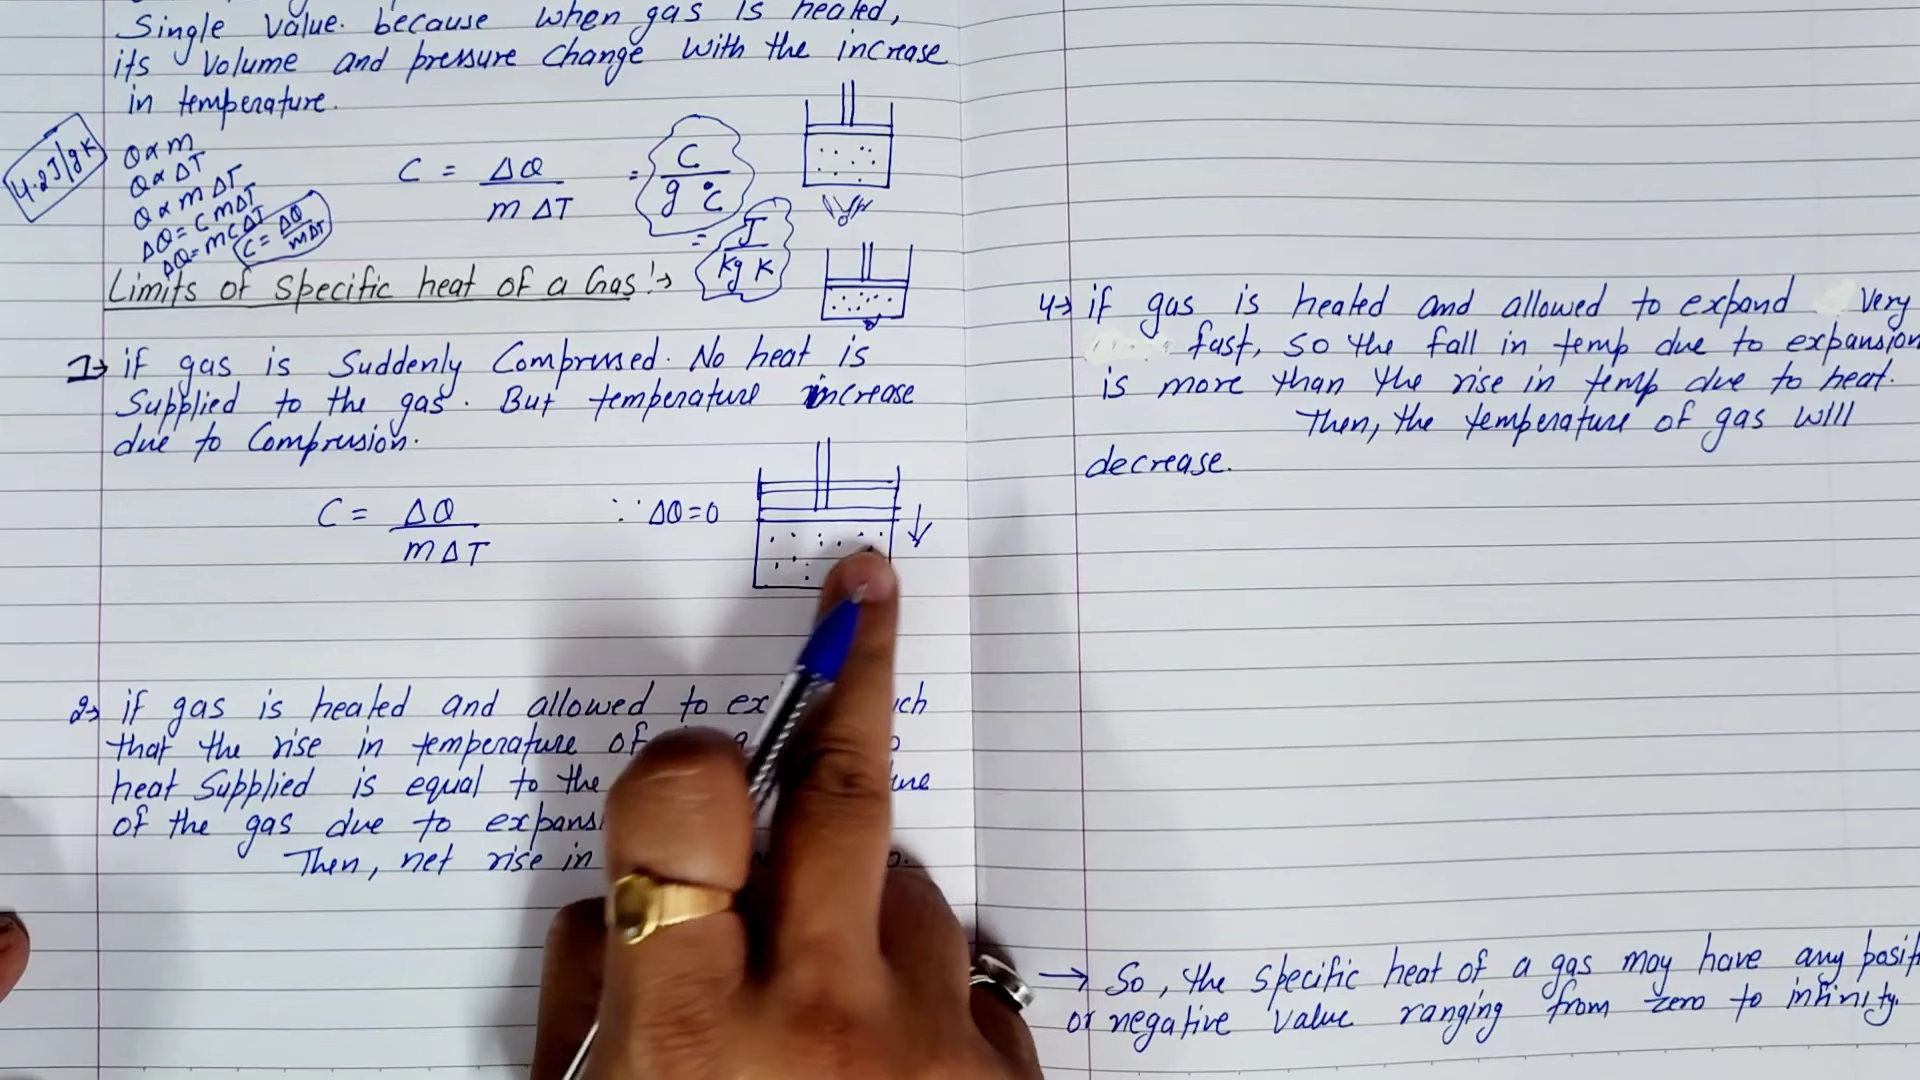 Single value. because when gas is heated,
its volume and pressure change with the increase
in temperature.
4.2J/gK
Q∝m
Q∝ΔT
Q∝mΔT
ΔQ=CmΔT
ΔQ=mCΔT
C=ΔQ/mΔT
C = ΔQ/mΔT = C/g°C
= J/kg K
Limits of specific heat of a Gas:→
1→ if gas is Suddenly Comprssed. No heat is
Supplied to the gas. But temperature increase
due to Comprssion.
C = ΔQ/mΔT ∵ ΔQ=0
2→ if gas is heated and allowed to ex ch
that the rise in temperature of
heat Supplied is equal to the
of the gas due to expans
Then, net rise in
4→ if gas is heated and allowed to expand Very
fast, so the fall in temp due to expansion
is more than the rise in temp due to heat.
Then, the temperature of gas will
decrease.
→ So, the specific heat of a gas may have any posit
or negative value ranging from zero to infinity.